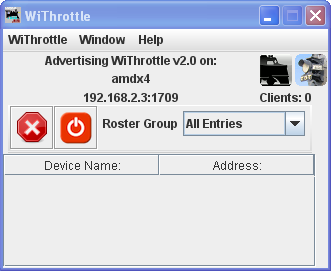 WiThrottle
WiThrottle Window Help
Advertising WiThrottle v2.0 on:
amdx4
192.168.2.3:1709
Clients: 0
Roster Group All Entries
Device Name: Address: